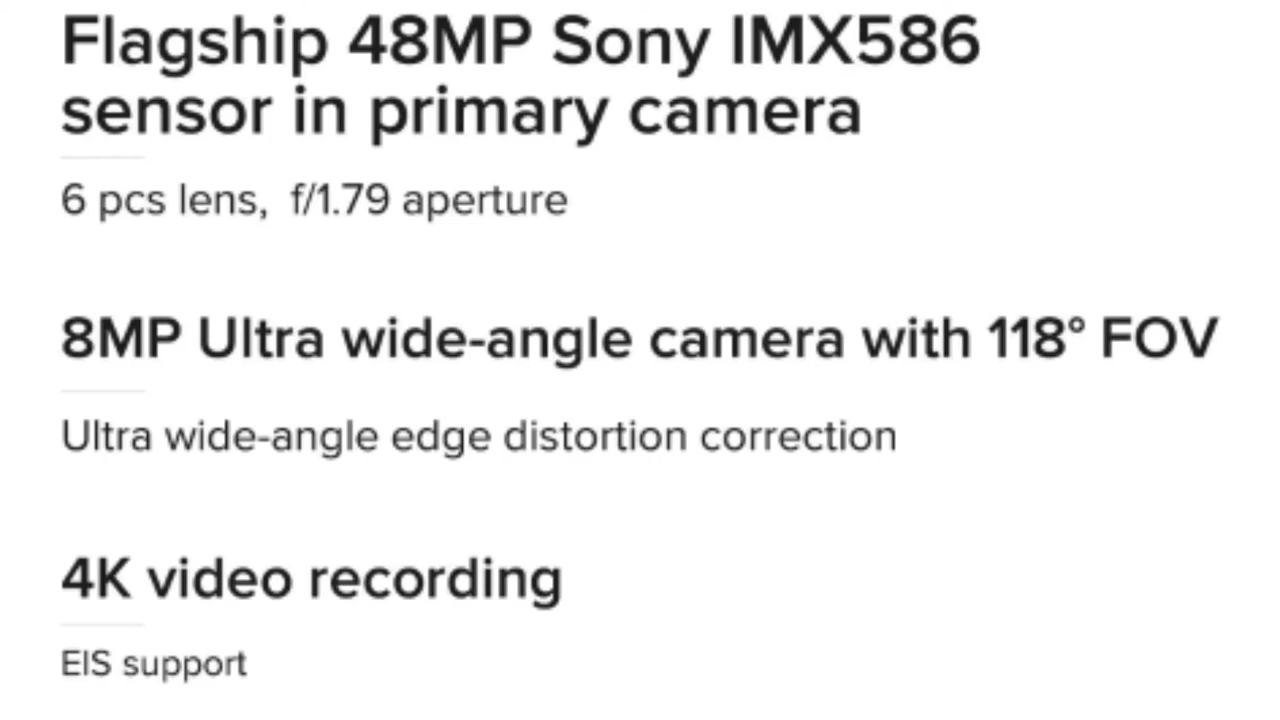 Flagship 48MP Sony IMX586
sensor in primary camera
6 pcs lens, f/1.79 aperture
8MP Ultra wide-angle camera with 118° FOV
Ultra wide-angle edge distortion correction
4K video recording
EIS support